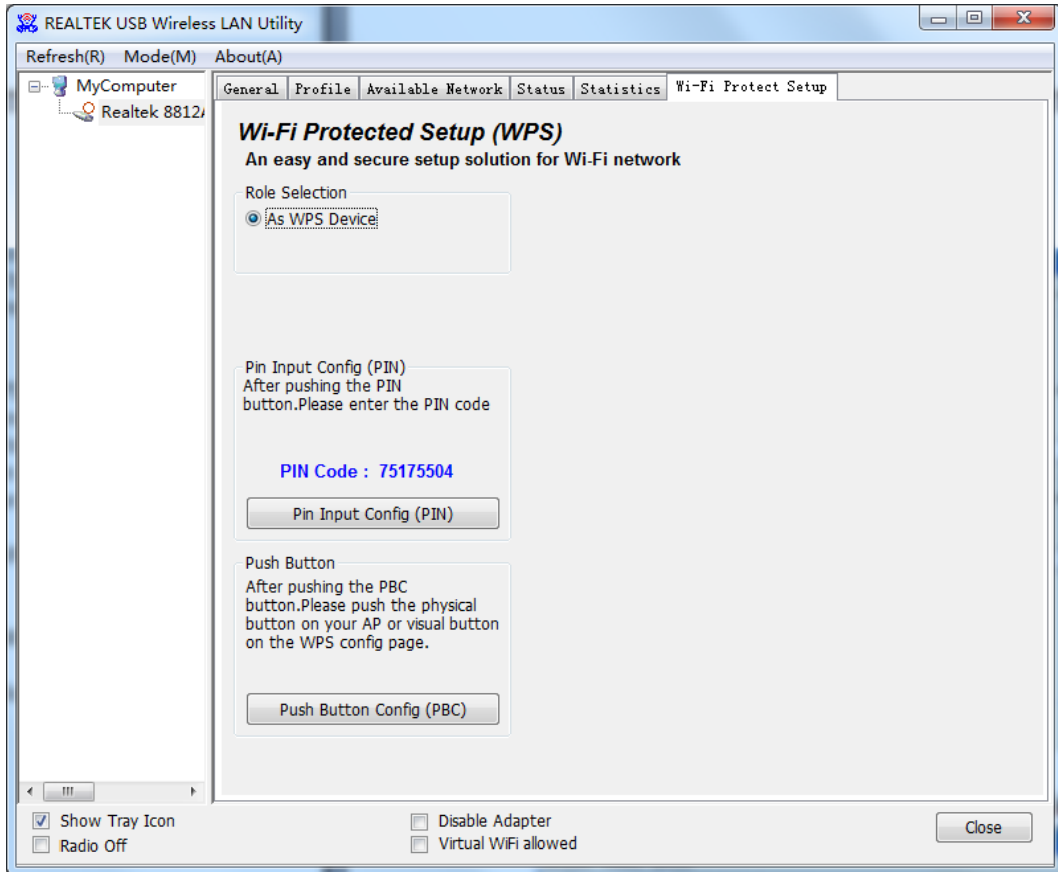 REALTEK USB Wireless LAN Utility
Refresh(R) Mode(M) About(A)
MyComputer
Realtek 8812A
General Profile Available Network Status Statistics Wi-Fi Protect Setup
Wi-Fi Protected Setup (WPS)
An easy and secure setup solution for Wi-Fi network
Role Selection
As WPS Device
Pin Input Config (PIN)
After pushing the PIN
button.Please enter the PIN code
PIN Code : 75175504
Pin Input Config (PIN)
Push Button
After pushing the PBC
button.Please push the physical
button on your AP or visual button
on the WPS config page.
Push Button Config (PBC)
Show Tray Icon
Radio Off
Disable Adapter
Virtual WiFi allowed
Close